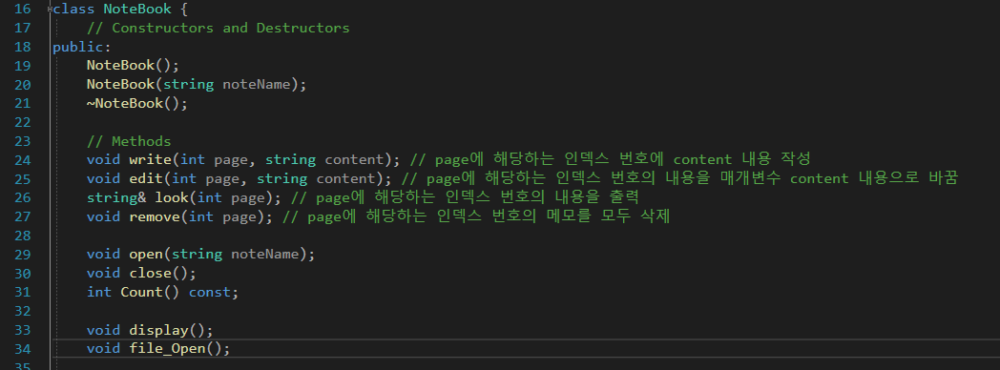 16 class NoteBook {
17 // Constructors and Destructors
18 public:
19 NoteBook();
20 NoteBook(string noteName);
21 ~NoteBook();
22
23 // Methods
24 void write(int page, string content); // page에 해당하는 인덱스 번호에 content 내용 작성
25 void edit(int page, string content); // page에 해당하는 인덱스 번호의 내용을 매개변수 content 내용으로 바꿈
26 string& look(int page); // page에 해당하는 인덱스 번호의 내용을 출력
27 void remove(int page); // page에 해당하는 인덱스 번호의 메모를 모두 삭제
28
29 void open(string noteName);
30 void close();
31 int Count() const;
32
33 void display();
34 void file_Open();
35